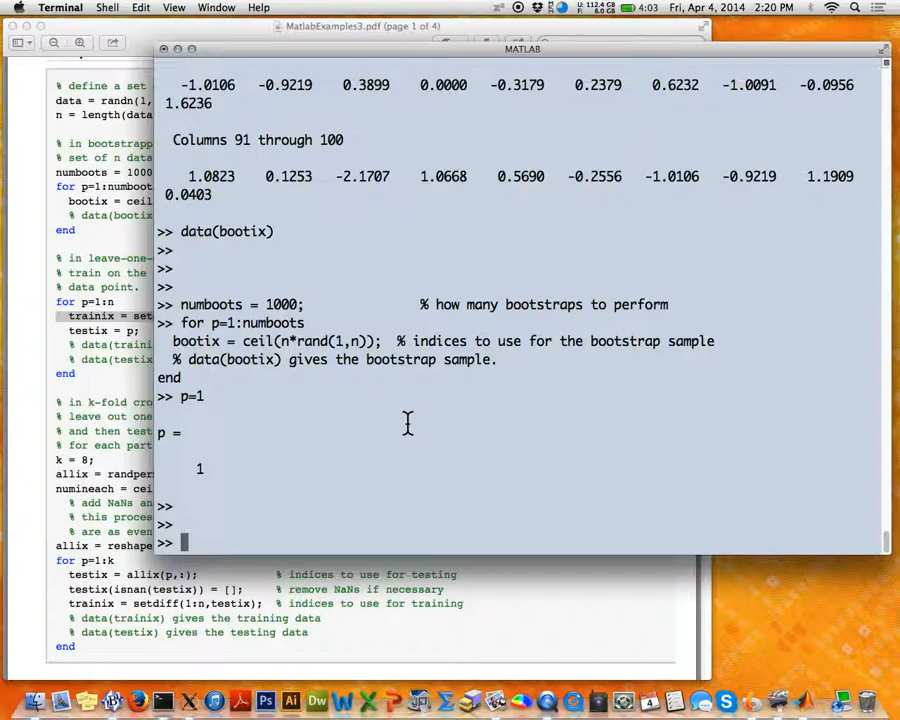 Terminal Shell Edit View Window Help
U: 112.4 GB
F: 8.0 GB
4:03 Fri, Apr 4, 2014 2:20 PM
MatlabExamples3.pdf (page 1 of 4)
% define a set
data = randn(1,
n = length(data
% in bootstrapp
% set of n data
numboots = 1000
for p=1:numboot
bootix = ceil
% data(bootix
end
% in leave-one-
% train on the
% data point.
for p=1:n
trainix = set
testix = p;
% data(traini
% data(testix
end
% in k-fold cro
% leave out one
% and then test
% for each part
k = 8;
allix = randper
numineach = cei
% add NaNs an
% this proces
% are as even
allix = reshape
for p=1:k
testix = allix(p,:); % indices to use for testing
testix(isnan(testix)) = []; % remove NaNs if necessary
trainix = setdiff(1:n,testix); % indices to use for training
% data(trainix) gives the training data
% data(testix) gives the testing data
end
MATLAB
-1.0106 -0.9219 0.3899 0.0000 -0.3179 0.2379 0.6232 -1.0091 -0.0956
1.6236
Columns 91 through 100
1.0823 0.1253 -2.1707 1.0668 0.5690 -0.2556 -1.0106 -0.9219 1.1909
0.0403
>> data(bootix)
>>
>>
>>
>> numboots = 1000; % how many bootstraps to perform
>> for p=1:numboots
bootix = ceil(n*rand(1,n)); % indices to use for the bootstrap sample
% data(bootix) gives the bootstrap sample.
end
>> p=1
p =
1
>>
>>
>>